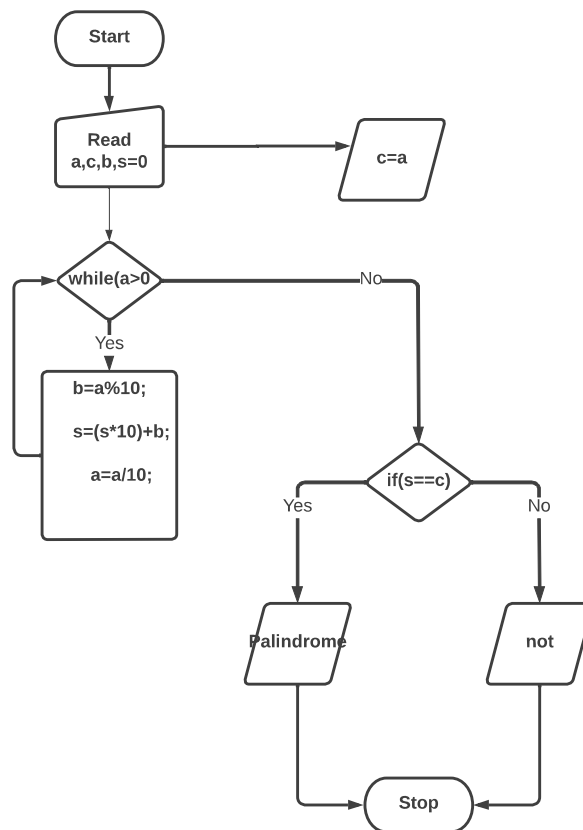 Start
Read
a,c,b,s=0
c=a
while(a>0
No
Yes
b=a%10;
s=(s*10)+b;
a=a/10;
if(s==c)
Yes
No
Palindrome
not
Stop